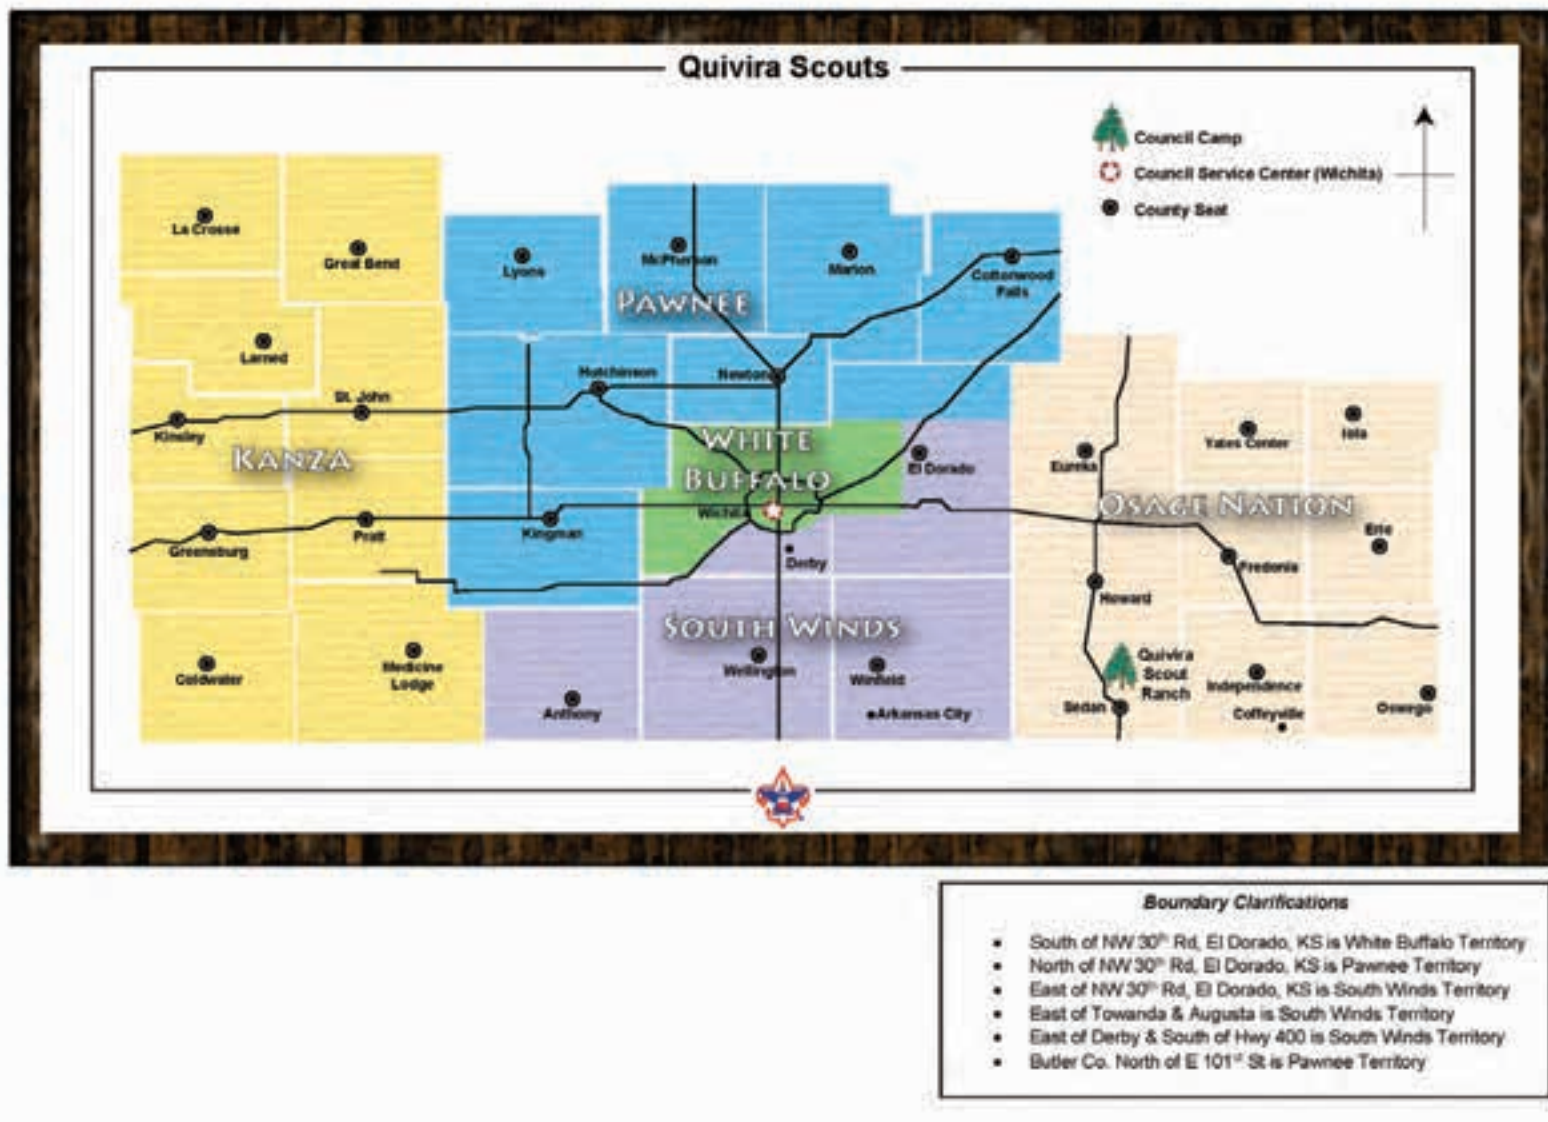 Quivira Scouts
Council Camp
Council Service Center (Wichita)
County Seat
La Crosse
Great Bend
Lyons
McPherson
Marion
Cottonwood
Falls
PAWNEE
Larned
Hutchinson
Newton
St. John
Kinsley
KANZA
WHITE
BUFFALO
El Dorado
Eureka
Yates Center
Iola
OSAGE NATION
Wichita
Greensburg
Pratt
Kingman
Derby
Erie
Fredonia
Howard
SOUTH WINDS
Coldwater
Medicine
Lodge
Anthony
Wellington
Winfield
Arkansas City
Quivira
Scout
Ranch
Sedan
Independence
Coffeyville
Oswego
Boundary Clarifications
• South of NW 30th Rd, El Dorado, KS is White Buffalo Territory
• North of NW 30th Rd, El Dorado, KS is Pawnee Territory
• East of NW 30th Rd, El Dorado, KS is South Winds Territory
• East of Towanda & Augusta is South Winds Territory
• East of Derby & South of Hwy 400 is South Winds Territory
• Butler Co. North of E 101st St is Pawnee Territory